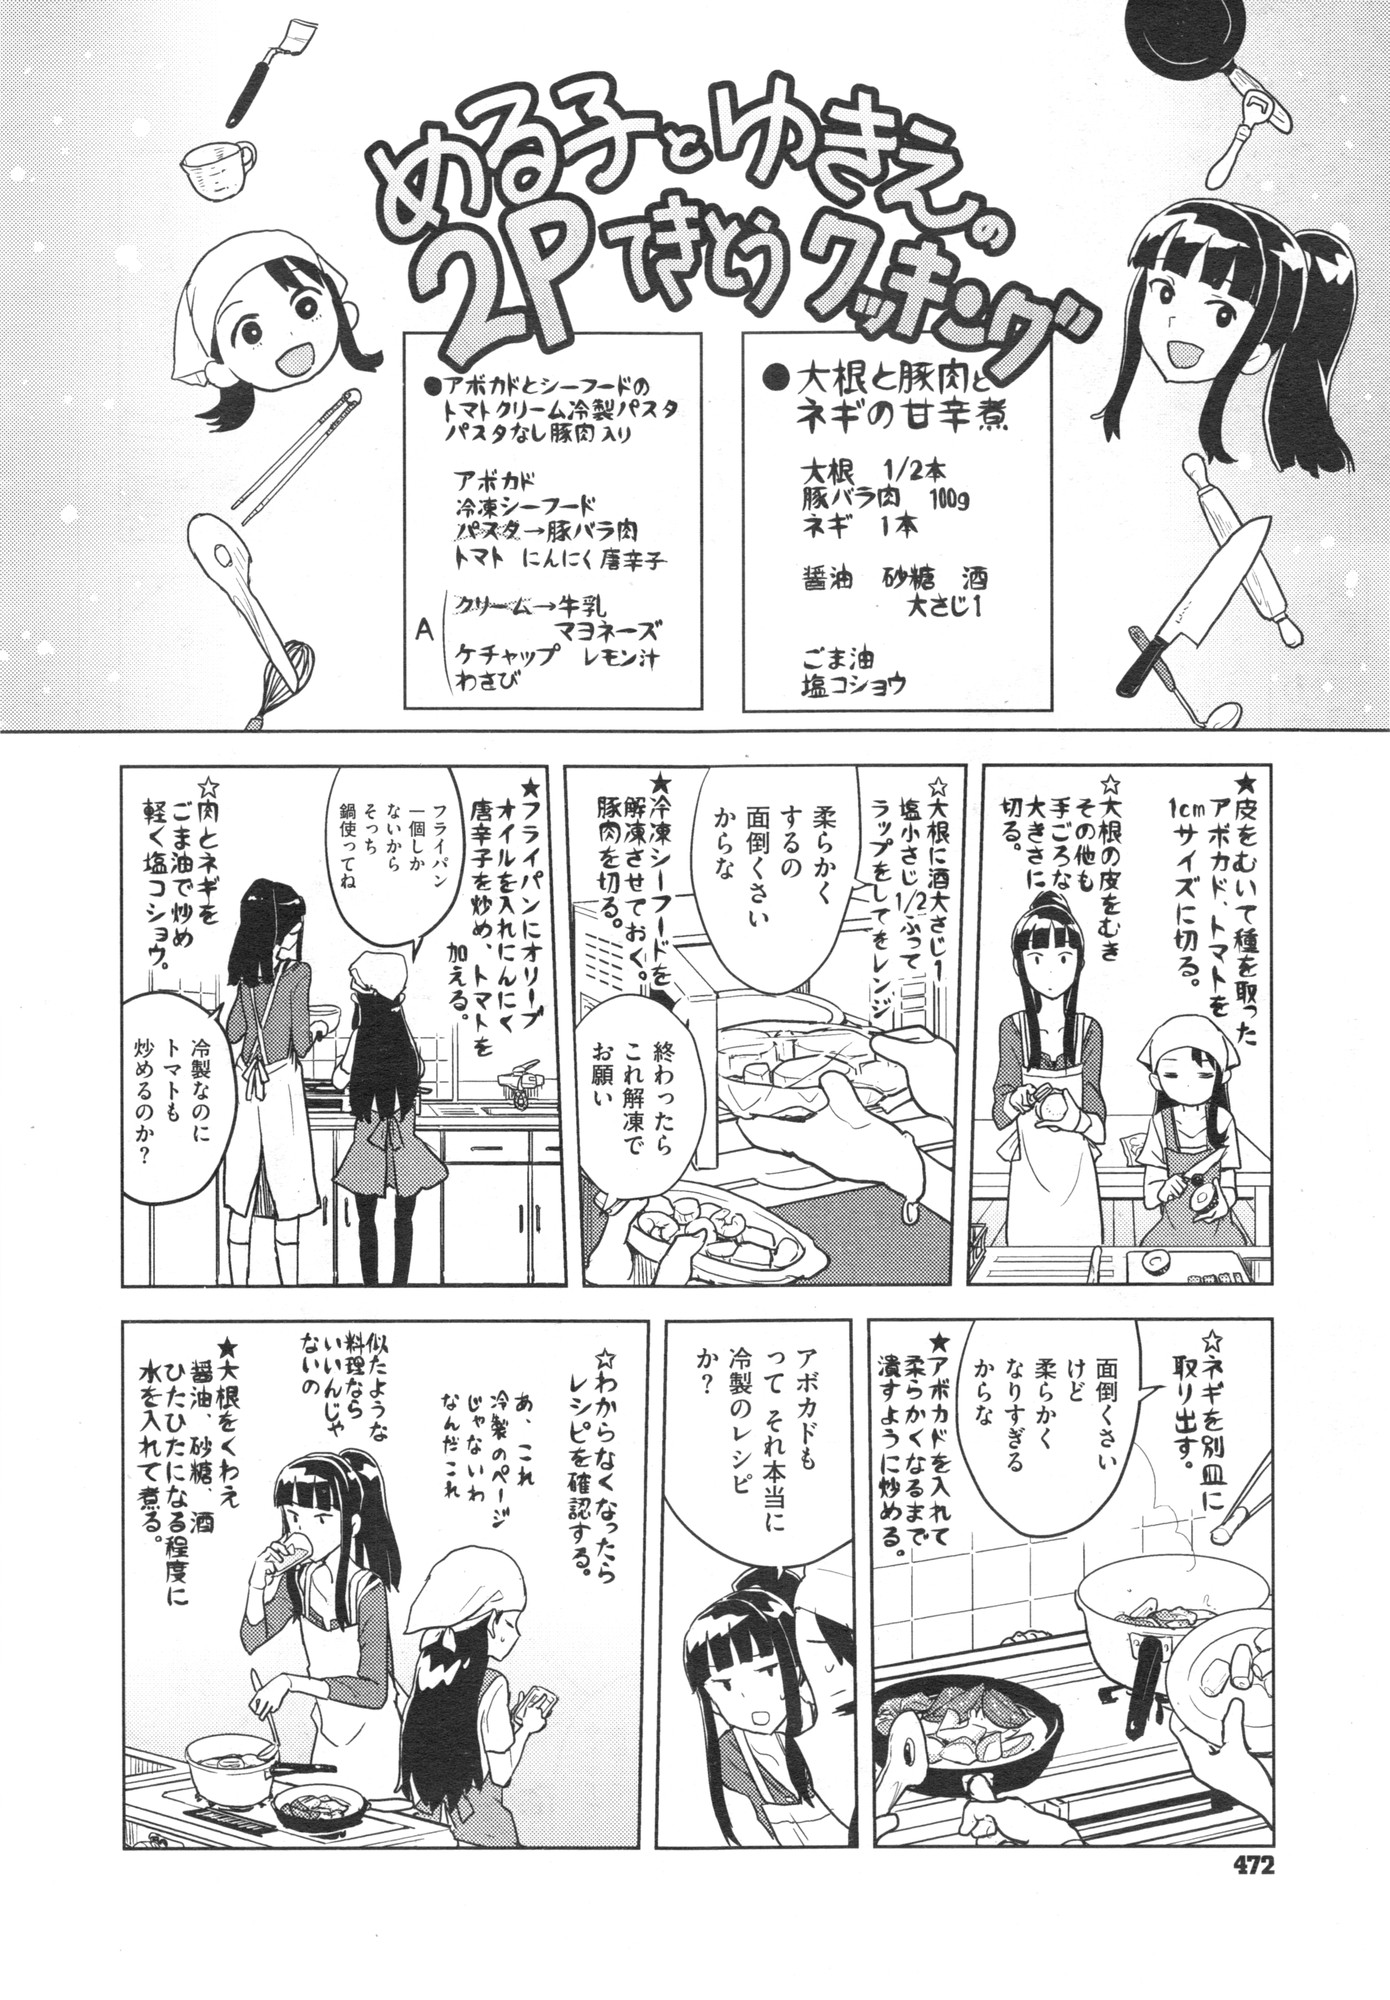 める子とゆきえの
2Pてきとうクッキング
●大根と豚肉と
ネギの甘辛煮
大根 1/2本
豚バラ肉 100g
ネギ 1本
醤油 砂糖 酒
大さじ1
ごま油
塩コショウ
●アボカドとシーフードの
トマトクリーム冷製パスタ
パスタなし豚肉入り
アボカド
冷凍シーフード
パスタ→豚バラ肉
トマト にんにく 唐辛子
A
クリーム→牛乳
マヨネーズ
ケチャップ レモン汁
わさび
★皮をむいて種を取った
アボカド、トマトを
1cmサイズに切る。
☆大根の皮をむき
その他も
手ごろな
大きさに
切る。
☆大根に酒大さじ1
塩小さじ1/2ふって
ラップをしてをレンジ
柔らかく
するの
面倒くさい
からな
★冷凍シーフードを
解凍させておく。
豚肉を切る。
終わったら
これ解凍で
お願い
★フライパンにオリーブ
オイルを入れにんにく
唐辛子を炒め、トマトを
加える。
フライパン
一個しか
ないから
そっち
鍋使ってね
☆肉とネギを
ごま油で炒め
軽く塩コショウ。
冷製なのに
トマトも
炒めるのか？
☆ネギを別皿に
取り出す。
面倒くさい
けど
柔らかく
なりすぎる
からな
★アボカドを入れて
柔らかくなるまで
潰すように炒める。
アボカドも
って それ本当に
冷製のレシピ
か？
☆わからなくなったら
レシピを確認する。
あ、これ
冷製のページ
じゃないわ
なんだこれ
似たような
料理なら
いいんじゃ
ないの
★大根をくわえ
醤油、砂糖、酒
ひたひたになる程度に
水を入れて煮る。
472